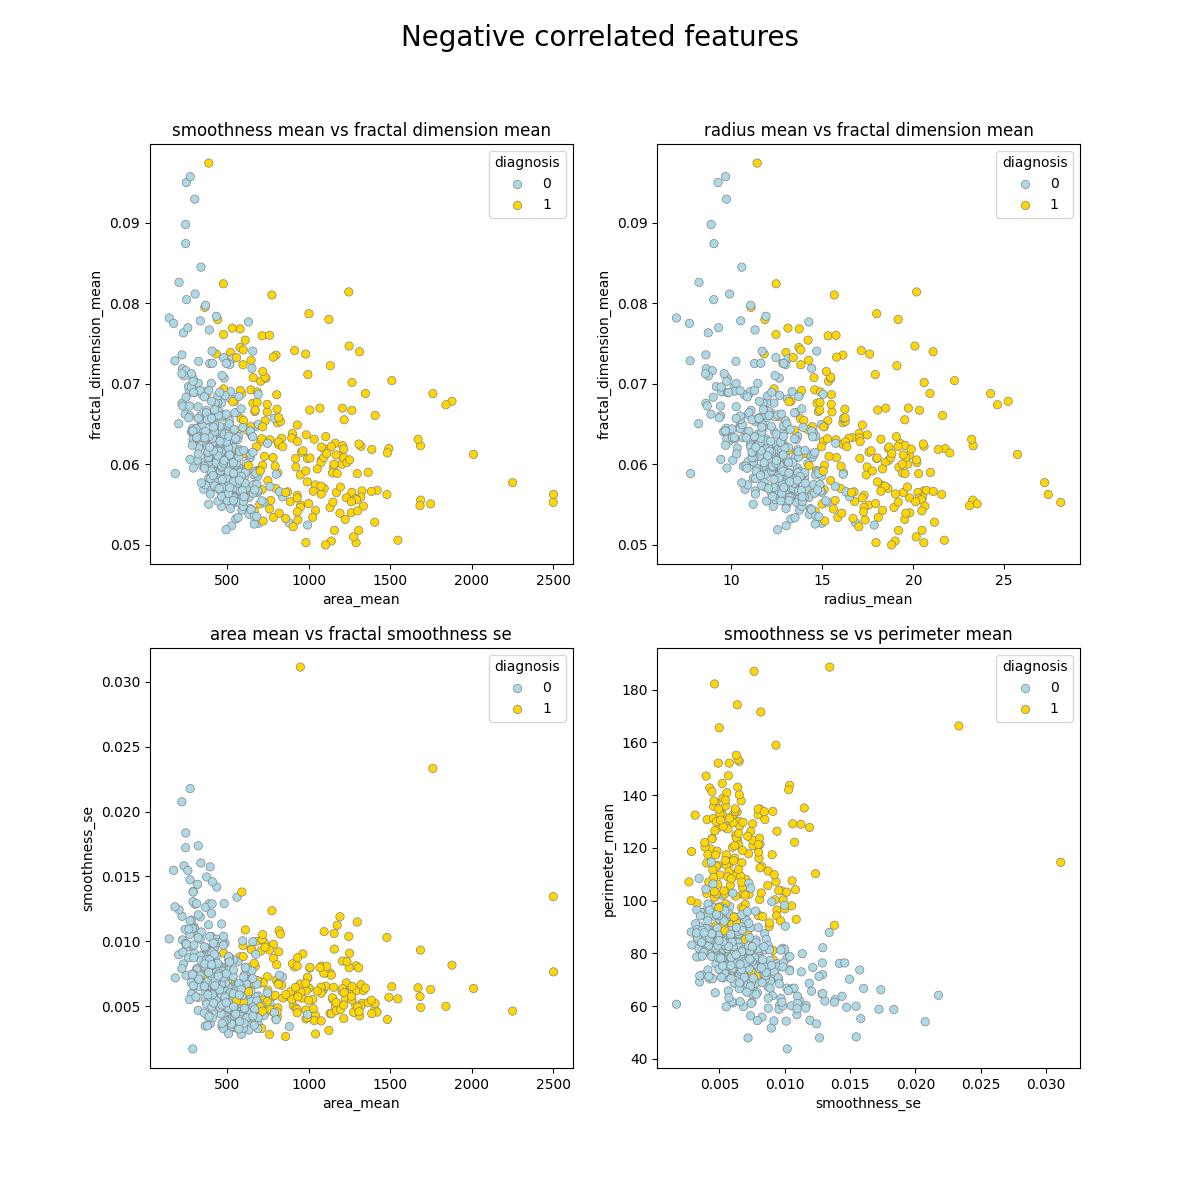 Negative correlated features
smoothness mean vs fractal dimension mean
diagnosis
0
1
0.09
0.08
0.07
0.06
0.05
fractal_dimension_mean
500 1000 1500 2000 2500
area_mean
radius mean vs fractal dimension mean
diagnosis
0
1
0.09
0.08
0.07
0.06
0.05
fractal_dimension_mean
10 15 20 25
radius_mean
area mean vs fractal smoothness se
diagnosis
0
1
0.030
0.025
0.020
0.015
0.010
0.005
smoothness_se
500 1000 1500 2000 2500
area_mean
smoothness se vs perimeter mean
diagnosis
0
1
180
160
140
120
100
80
60
40
perimeter_mean
0.005 0.010 0.015 0.020 0.025 0.030
smoothness_se